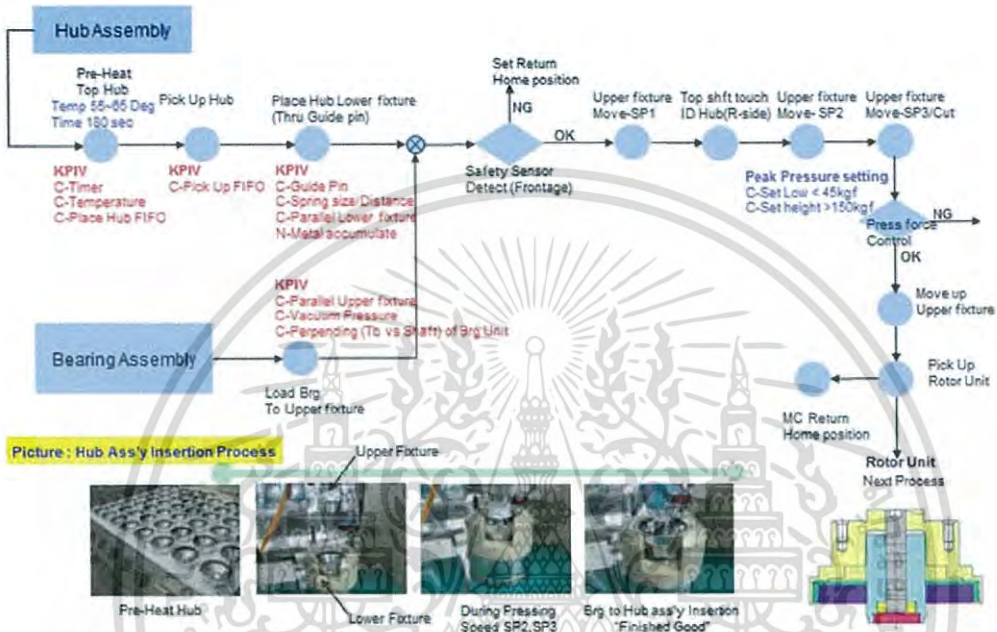 Hub Assembly
Pre-Heat
Top Hub
Temp 55~65 Deg
Time 180 sec
KPIV
C-Timer
C-Temperature
C-Place Hub FIFO
Pick Up Hub
KPIV
C-Pick Up FIFO
Place Hub Lower fixture
(Thru Guide pin)
KPIV
C-Guide Pin
C-Spring size/Distance
C-Parallel Lower fixture
N-Metal accumulate
Set Return
Home position
NG
OK
Safety Sensor
Detect (Frontage)
Upper fixture
Move-SP1
Top shft touch
ID Hub(R-side)
Upper fixture
Move- SP2
Upper fixture
Move-SP3/Cut
Peak Pressure setting
C-Set Low < 45kgf
C-Set height >150kgf
Press force
Control
NG
OK
Move up
Upper fixture
Pick Up
Rotor Unit
MC Return
Home position
Rotor Unit
Next Process
KPIV
C-Parallel Upper fixture
C-Vacuum Pressure
C-Perpending (Tb vs Shaft) of Brg Unit
Bearing Assembly
Load Brg
To Upper fixture
Picture : Hub Ass'y Insertion Process
Upper Fixture
Pre-Heat Hub
Lower Fixture
During Pressing
Speed SP2,SP3
Brg to Hub ass'y Insertion
"Finished Good"